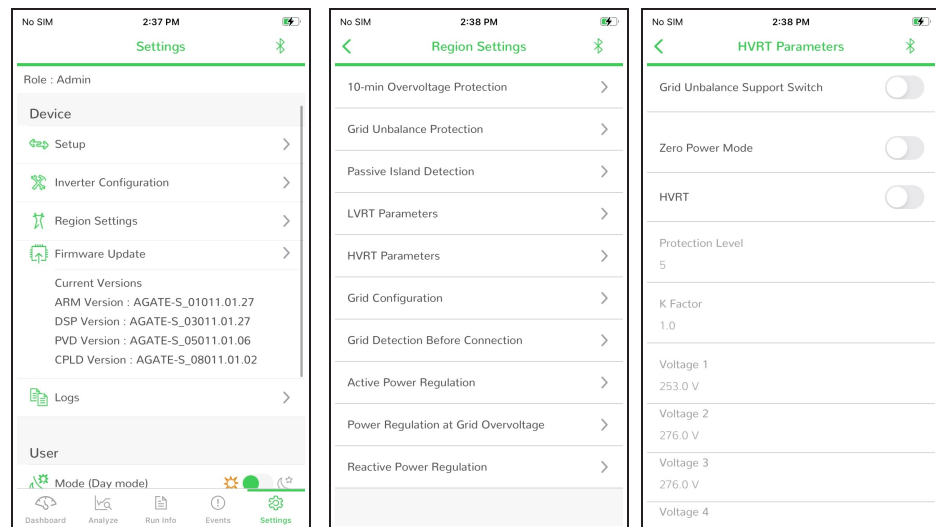 No SIM 2:37 PM
Settings
Role : Admin
Device
Setup
Inverter Configuration
Region Settings
Firmware Update
Current Versions
ARM Version : AGATE-S_01011.01.27
DSP Version : AGATE-S_03011.01.27
PVD Version : AGATE-S_05011.01.06
CPLD Version : AGATE-S_08011.01.02
Logs
User
Mode (Day mode)
Dashboard Analyze Run Info Events Settings
No SIM 2:38 PM
Region Settings
10-min Overvoltage Protection
Grid Unbalance Protection
Passive Island Detection
LVRT Parameters
HVRT Parameters
Grid Configuration
Grid Detection Before Connection
Active Power Regulation
Power Regulation at Grid Overvoltage
Reactive Power Regulation
No SIM 2:38 PM
HVRT Parameters
Grid Unbalance Support Switch
Zero Power Mode
HVRT
Protection Level
5
K Factor
1.0
Voltage 1
253.0 V
Voltage 2
276.0 V
Voltage 3
276.0 V
Voltage 4